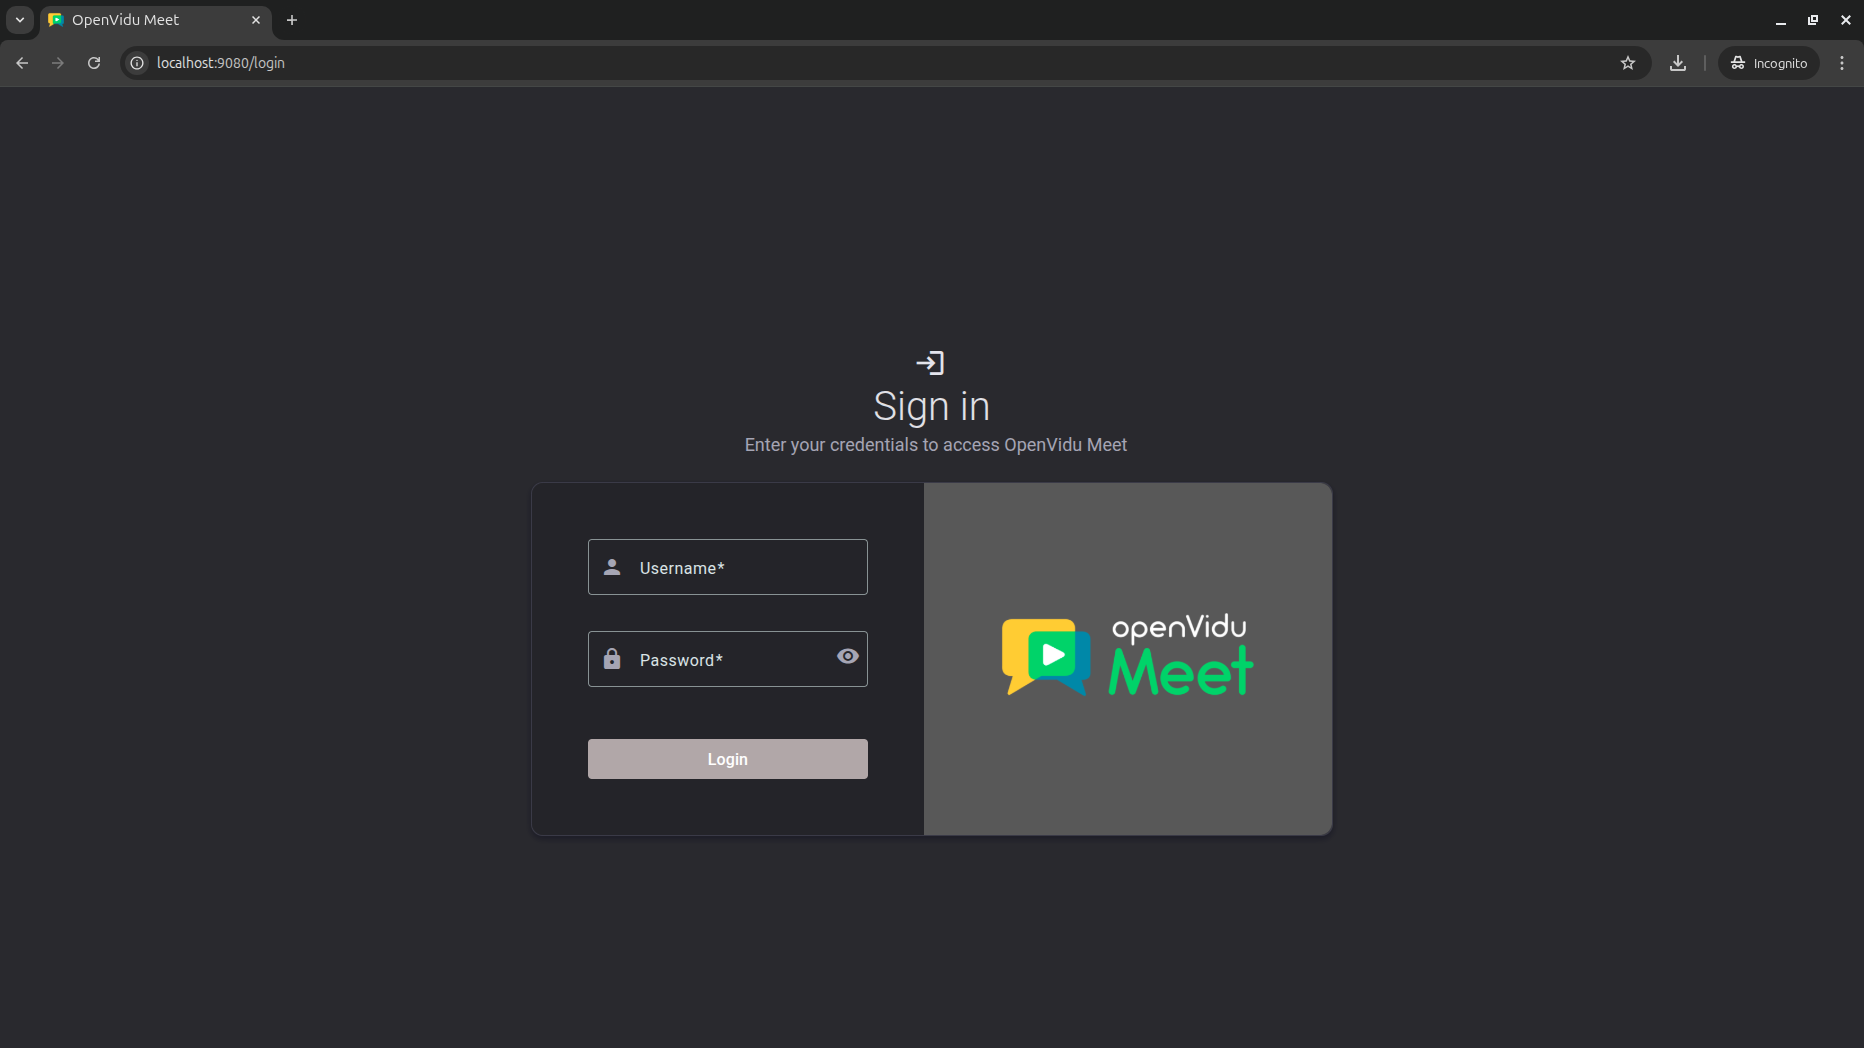 OpenVidu Meet
localhost:9080/login
Incognito
Sign in
Enter your credentials to access OpenVidu Meet
Username*
Password*
Login
openVidu
Meet